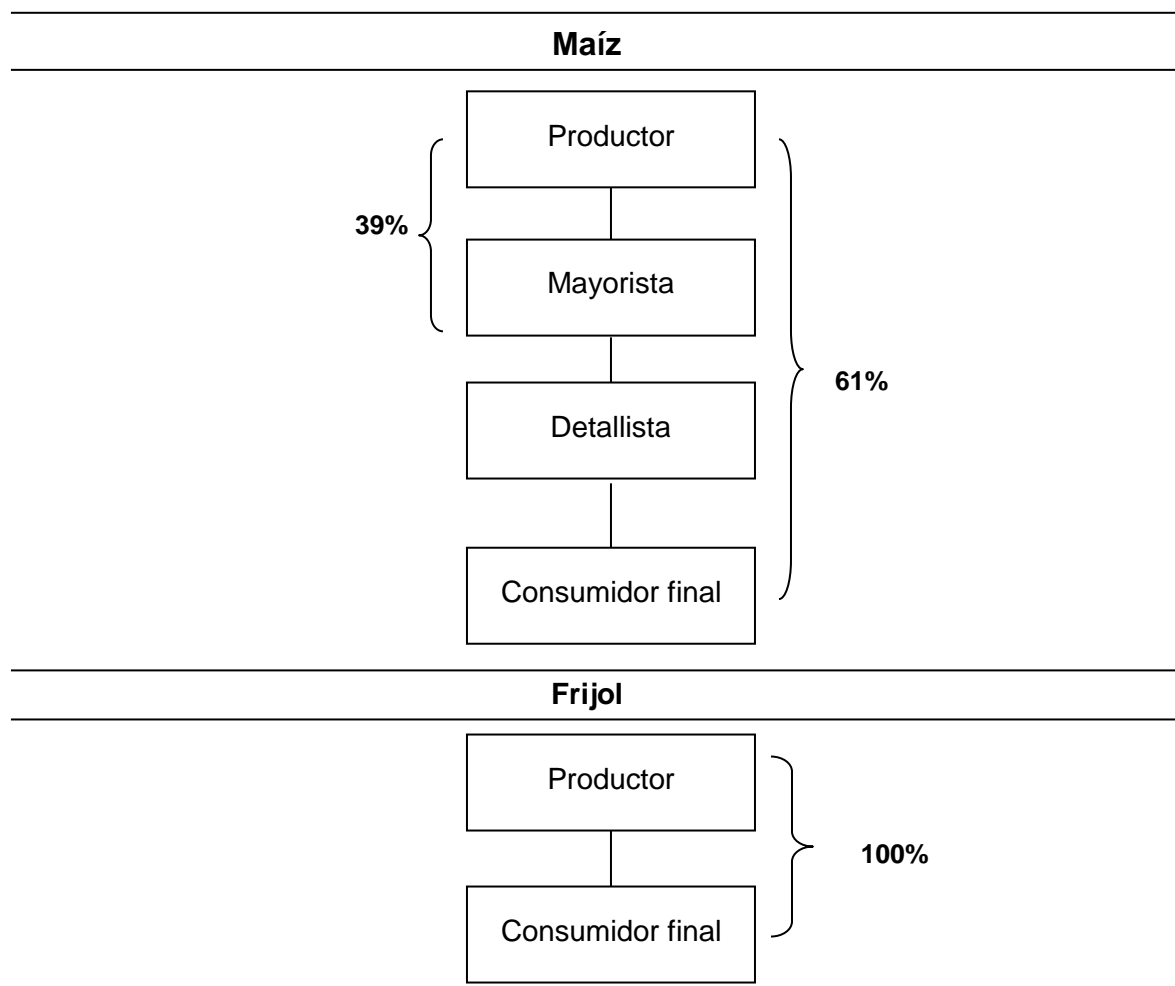 Maíz
Productor
39%
Mayorista
61%
Detallista
Consumidor final
Frijol
Productor
100%
Consumidor final